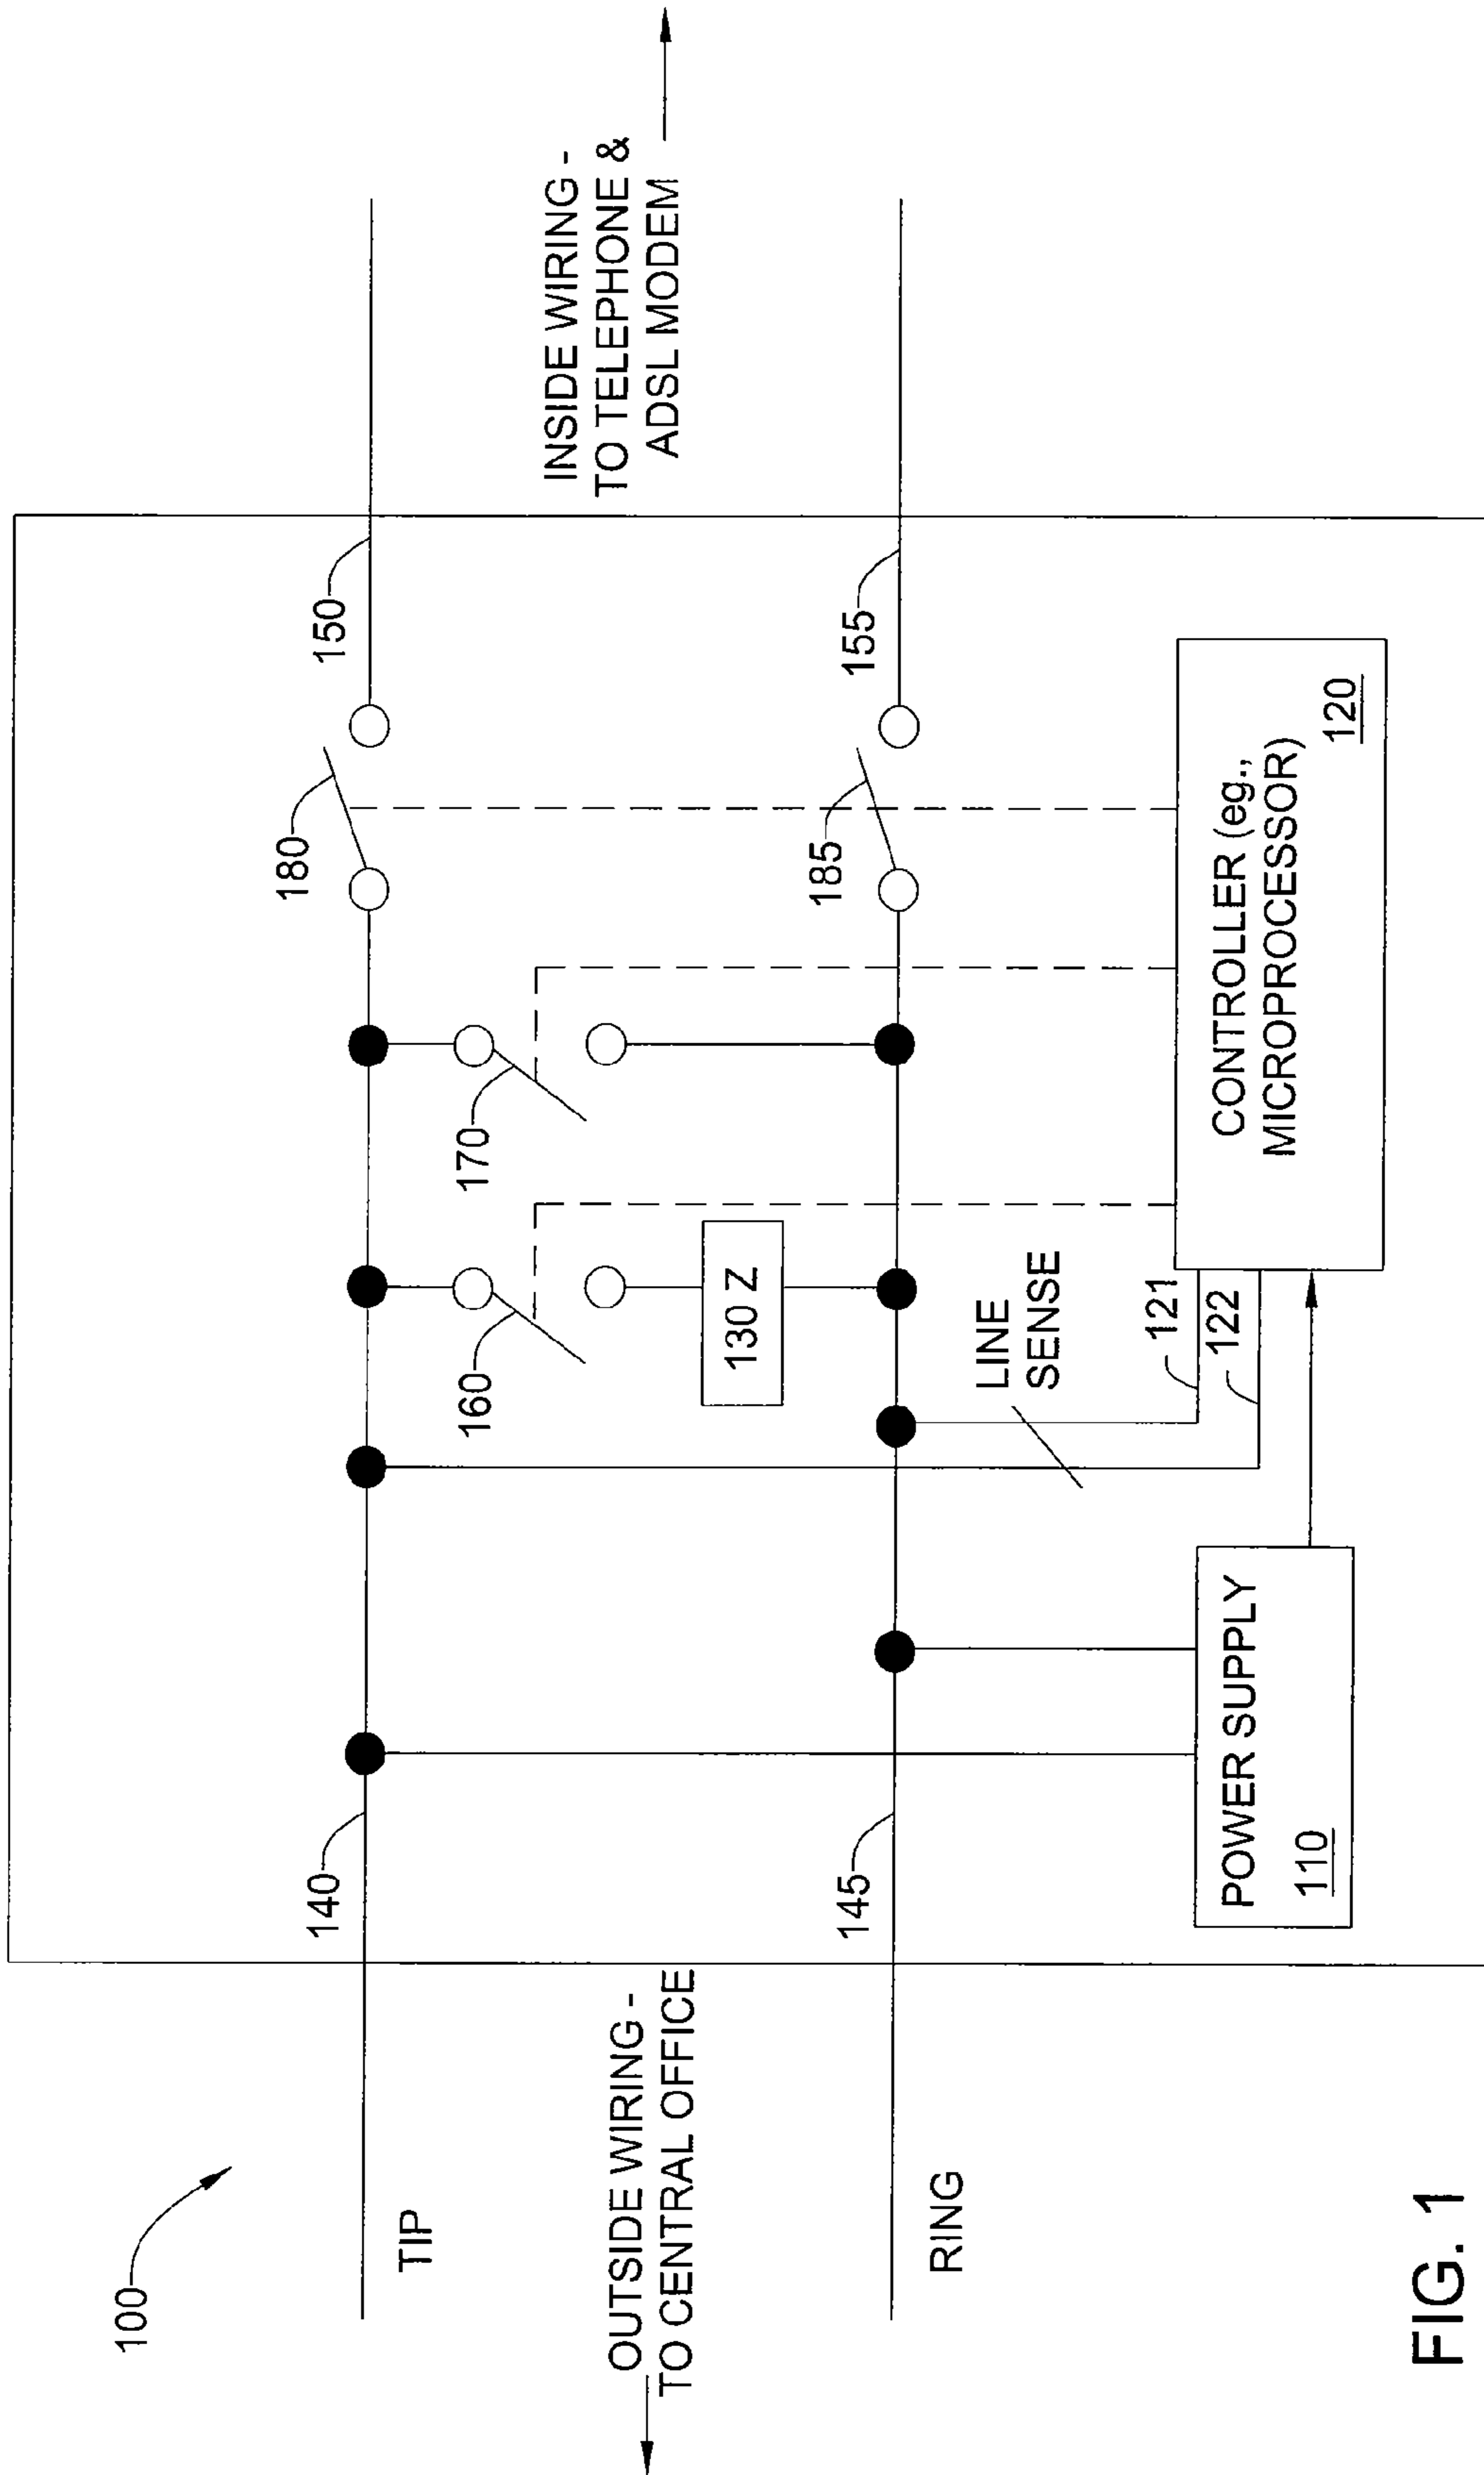 100
TIP
OUTSIDE WIRING -
TO CENTRAL OFFICE
RING
140
145
POWER SUPPLY
110
160
130 Z
170
LINE
SENSE
121
122
180
185
150
155
CONTROLLER (eg.,
MICROPROCESSOR)
120
INSIDE WIRING -
TO TELEPHONE &
ADSL MODEM
FIG. 1